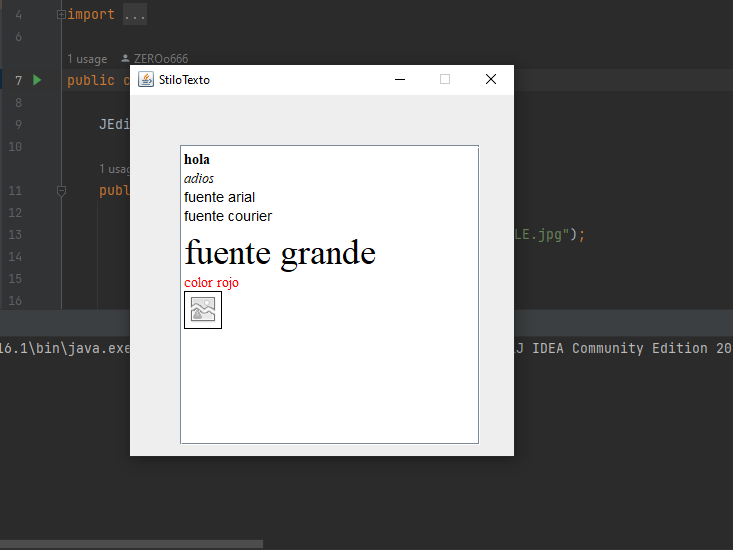 4 import ...
6
1 usage ZEROo666
7 public c
StiloTexto
8
9 JEdi
10
1 usag
11 publ
12
13 LE.jpg");
14
15
16
hola
adios
fuente arial
fuente courier
fuente grande
color rojo
16.1\bin\java.exe J IDEA Community Edition 20